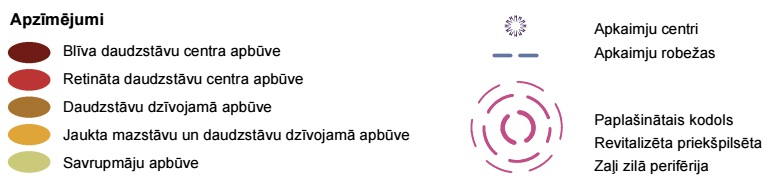 Apzīmējumi
Blīva daudzstāvu centra apbūve
Retināta daudzstāvu centra apbūve
Daudzstāvu dzīvojamā apbūve
Jaukta mazstāvu un daudzstāvu dzīvojamā apbūve
Savrupmāju apbūve
Apkaimju centri
Apkaimju robežas
Paplašinātais kodols
Revitalizēta priekšpilsēta
Zaļi zilā perifērija